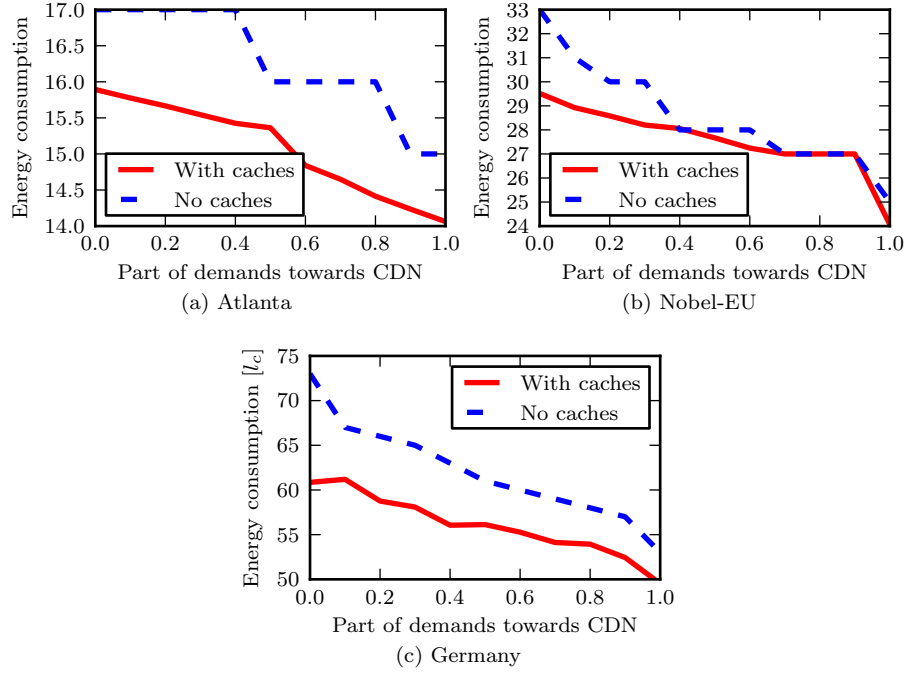 17.0
16.5
16.0
15.5
15.0
14.5
14.0
Energy consumption
With caches
No caches
0.0 0.2 0.4 0.6 0.8 1.0
Part of demands towards CDN
(a) Atlanta
33
32
31
30
29
28
27
26
25
24
Energy consumption
With caches
No caches
0.0 0.2 0.4 0.6 0.8 1.0
Part of demands towards CDN
(b) Nobel-EU
75
70
65
60
55
50
Energy consumption [l_c]
With caches
No caches
0.0 0.2 0.4 0.6 0.8 1.0
Part of demands towards CDN
(c) Germany